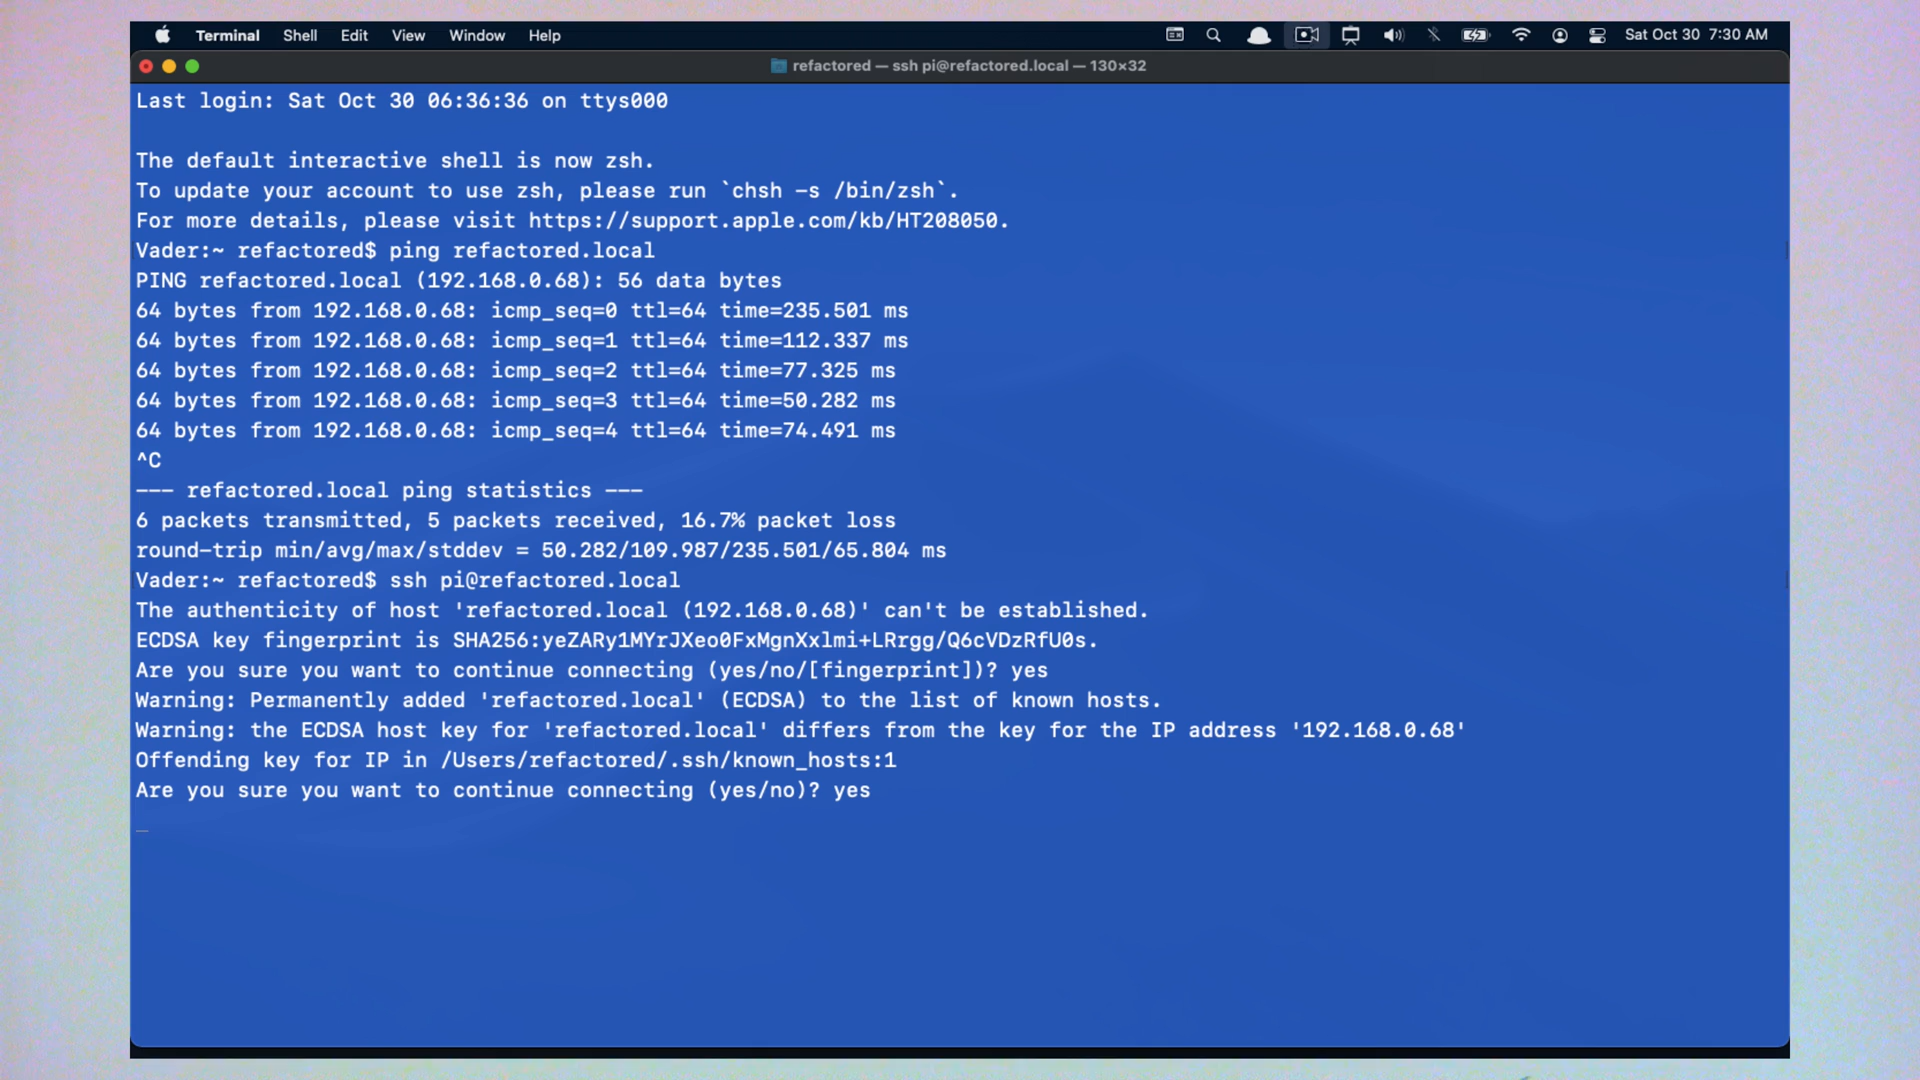 Terminal Shell Edit View Window Help Sat Oct 30 7:30 AM
refactored — ssh pi@refactored.local — 130×32
Last login: Sat Oct 30 06:36:36 on ttys000
The default interactive shell is now zsh.
To update your account to use zsh, please run `chsh -s /bin/zsh`.
For more details, please visit https://support.apple.com/kb/HT208050.
Vader:~ refactored$ ping refactored.local
PING refactored.local (192.168.0.68): 56 data bytes
64 bytes from 192.168.0.68: icmp_seq=0 ttl=64 time=235.501 ms
64 bytes from 192.168.0.68: icmp_seq=1 ttl=64 time=112.337 ms
64 bytes from 192.168.0.68: icmp_seq=2 ttl=64 time=77.325 ms
64 bytes from 192.168.0.68: icmp_seq=3 ttl=64 time=50.282 ms
64 bytes from 192.168.0.68: icmp_seq=4 ttl=64 time=74.491 ms
^C
--- refactored.local ping statistics ---
6 packets transmitted, 5 packets received, 16.7% packet loss
round-trip min/avg/max/stddev = 50.282/109.987/235.501/65.804 ms
Vader:~ refactored$ ssh pi@refactored.local
The authenticity of host 'refactored.local (192.168.0.68)' can't be established.
ECDSA key fingerprint is SHA256:yeZARy1MYrJXeo0FxMgnXxlmi+LRrgg/Q6cVDzRfU0s.
Are you sure you want to continue connecting (yes/no/[fingerprint])? yes
Warning: Permanently added 'refactored.local' (ECDSA) to the list of known hosts.
Warning: the ECDSA host key for 'refactored.local' differs from the key for the IP address '192.168.0.68'
Offending key for IP in /Users/refactored/.ssh/known_hosts:1
Are you sure you want to continue connecting (yes/no)? yes